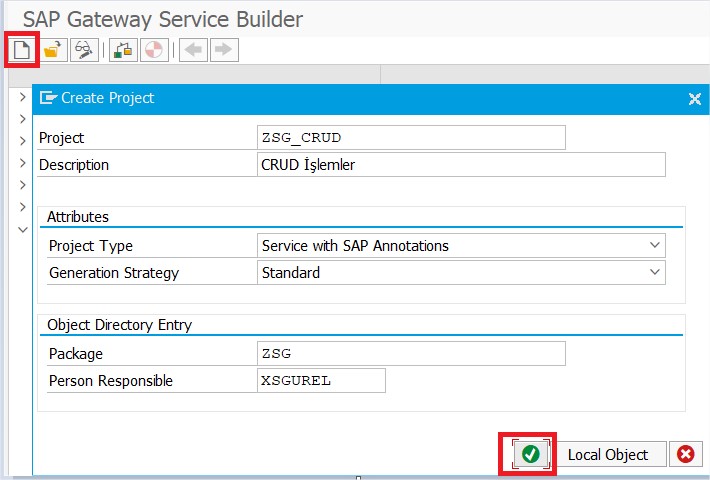 SAP Gateway Service Builder
Create Project
Project ZSG_CRUD
Description CRUD İşlemler
Attributes
Project Type Service with SAP Annotations
Generation Strategy Standard
Object Directory Entry
Package ZSG
Person Responsible XSGUREL
Local Object